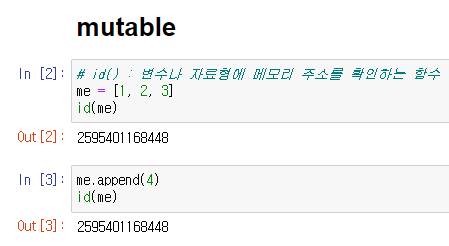 mutable
In [2]: # id() : 변수나 자료형에 메모리 주소를 확인하는 함수
me = [1, 2, 3]
id(me)
Out[2]: 2595401168448
In [3]: me.append(4)
id(me)
Out[3]: 2595401168448